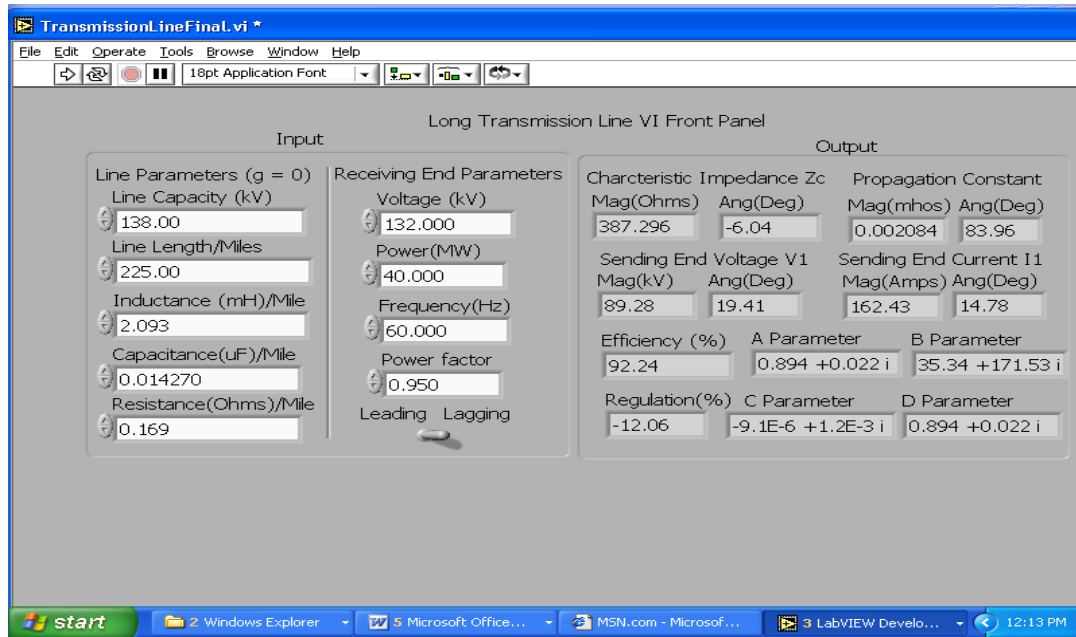 TransmissionLineFinal.vi *
File Edit Operate Tools Browse Window Help
18pt Application Font
Long Transmission Line VI Front Panel
Input
Line Parameters (g = 0)
Line Capacity (kV)
138.00
Line Length/Miles
225.00
Inductance (mH)/Mile
2.093
Capacitance(uF)/Mile
0.014270
Resistance(Ohms)/Mile
0.169
Receiving End Parameters
Voltage (kV)
132.000
Power(MW)
40.000
Frequency(Hz)
60.000
Power factor
0.950
Leading Lagging
Output
Charcteristic Impedance Zc
Mag(Ohms) Ang(Deg)
387.296 -6.04
Propagation Constant
Mag(mhos) Ang(Deg)
0.002084 83.96
Sending End Voltage V1
Mag(kV) Ang(Deg)
89.28 19.41
Sending End Current I1
Mag(Amps) Ang(Deg)
162.43 14.78
Efficiency (%) A Parameter B Parameter
92.24 0.894 +0.022 i 35.34 +171.53 i
Regulation(%) C Parameter D Parameter
-12.06 -9.1E-6 +1.2E-3 i 0.894 +0.022 i
start 2 Windows Explorer 5 Microsoft Office... MSN.com - Microsof... 3 LabVIEW Develo... 12:13 PM